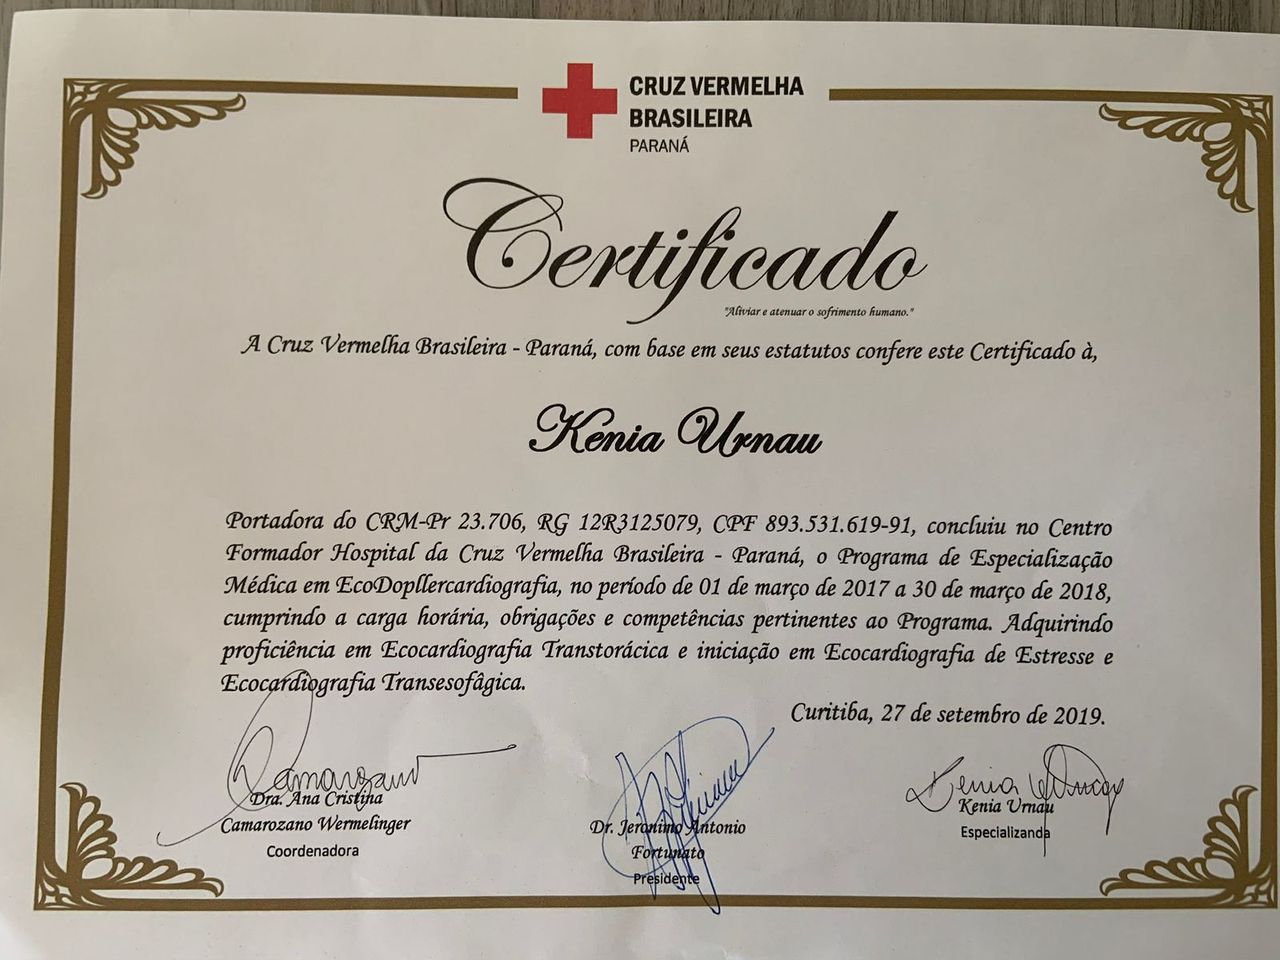 CRUZ VERMELHA
BRASILEIRA
PARANÁ
Certificado
"Aliviar e atenuar o sofrimento humano."
A Cruz Vermelha Brasileira - Paraná, com base em seus estatutos confere este Certificado à,
Kenia Urnau
Portadora do CRM-Pr 23.706, RG 12R3125079, CPF 893.531.619-91, concluiu no Centro
Formador Hospital da Cruz Vermelha Brasileira - Paraná, o Programa de Especialização
Médica em EcoDopllercardiografia, no período de 01 de março de 2017 a 30 de março de 2018,
cumprindo a carga horária, obrigações e competências pertinentes ao Programa. Adquirindo
proficiência em Ecocardiografia Transtorácica e iniciação em Ecocardiografia de Estresse e
Ecocardiografia Transesofâgica.
Curitiba, 27 de setembro de 2019.
Camarozano
Dra. Ana Cristina
Camarozano Wermelinger
Coordenadora
Dr. Jeronimo Antonio
Fortunato
Presidente
Kenia Urnau
Kenia Urnau
Especializanda